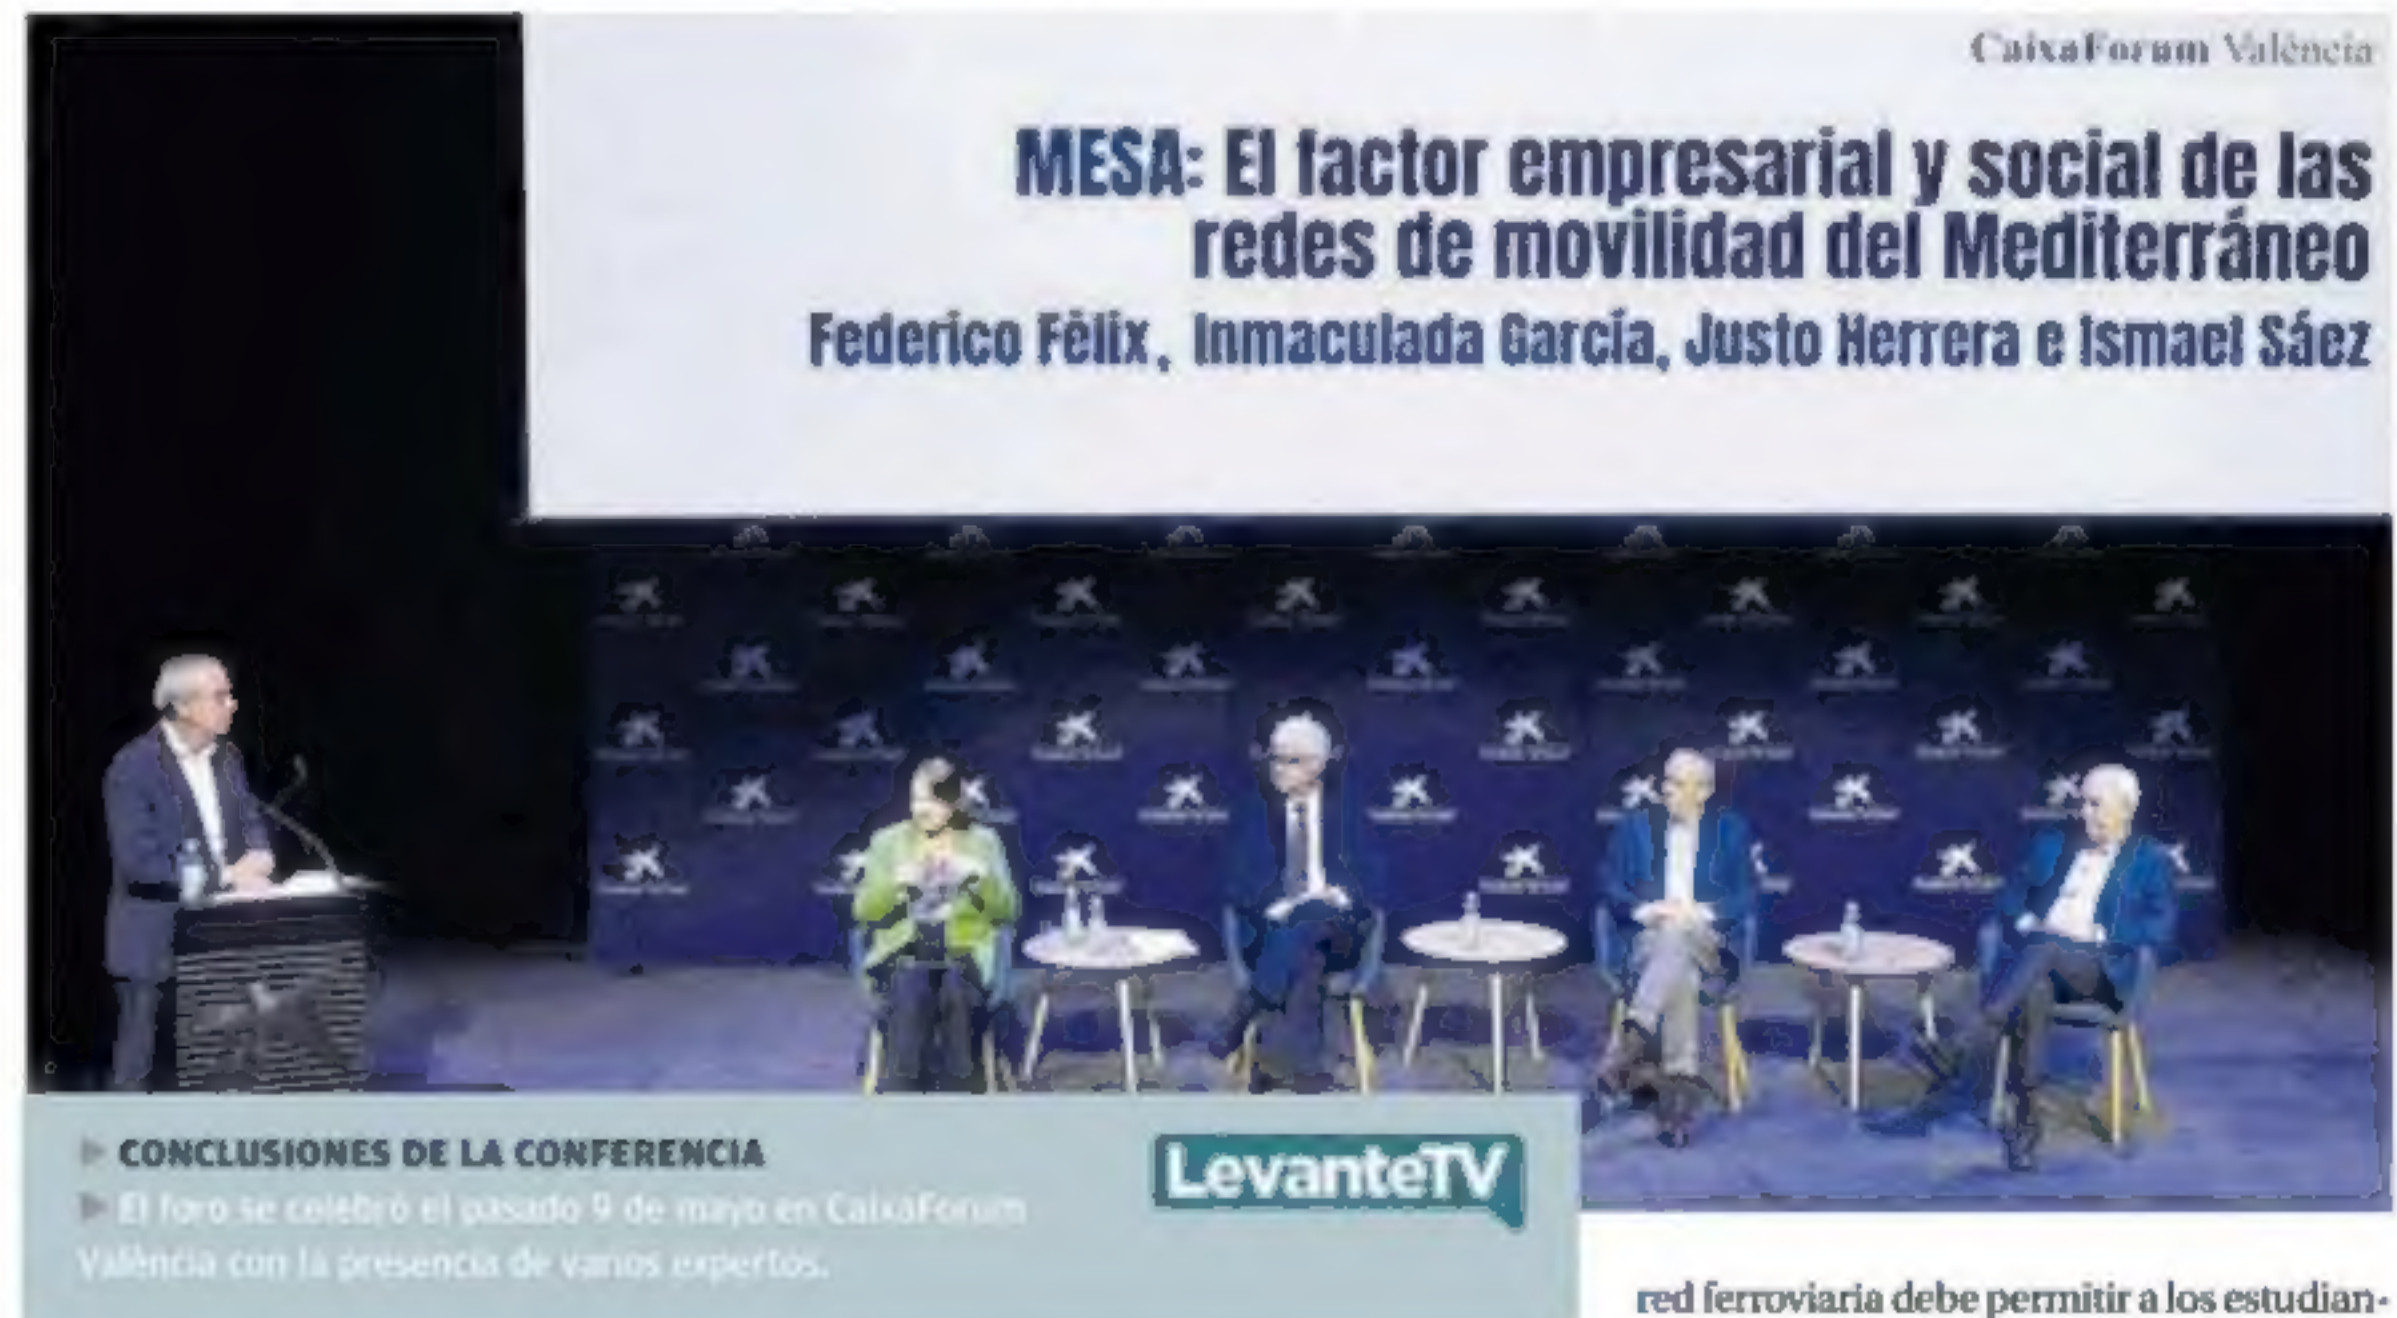 CaixaForum València
MESA: El factor empresarial y social de las
redes de movilidad del Mediterráneo
Federico Félix, Inmaculada García, Justo Herrera e Ismael Sáez
CONCLUSIONES DE LA CONFERENCIA
El foro se celebró el pasado 9 de mayo en CaixaForum
València con la presencia de varios expertos.
LevanteTV
red ferroviaria debe permitir a los estudian-